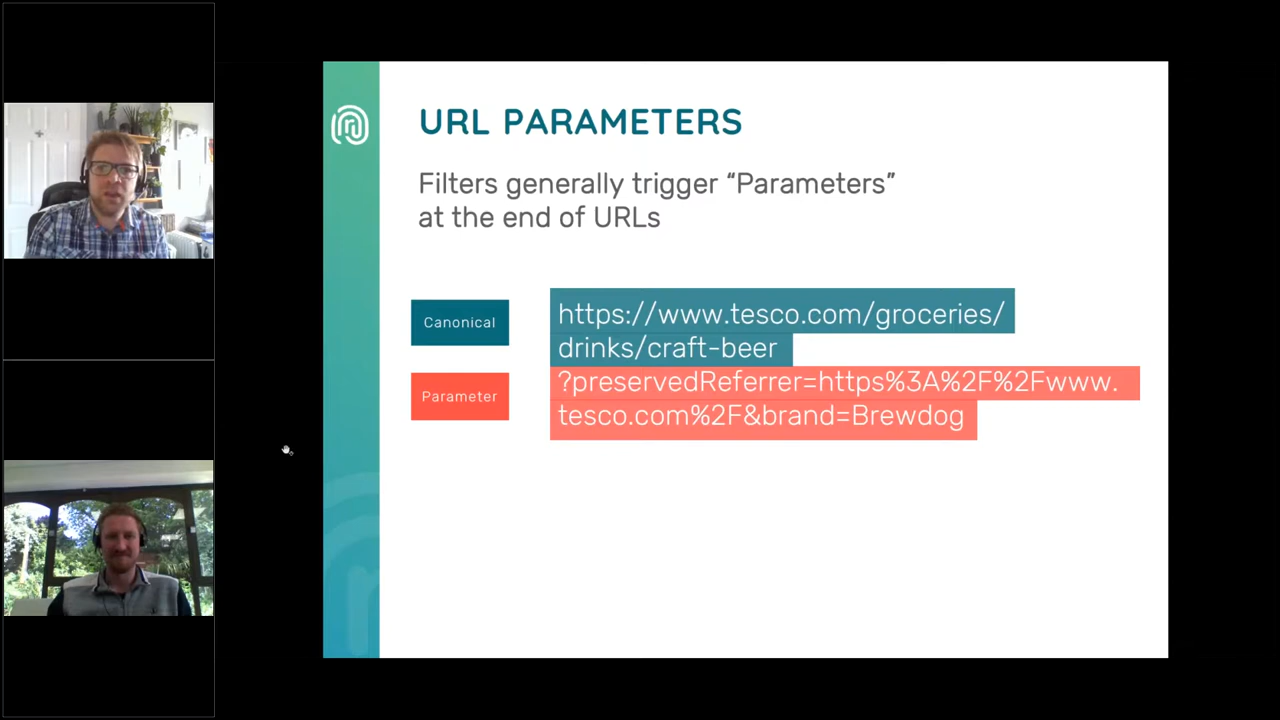 URL PARAMETERS
Filters generally trigger “Parameters”
at the end of URLs
Canonical
https://www.tesco.com/groceries/
drinks/craft-beer
Parameter
?preservedReferrer=https%3A%2F%2Fwww.
tesco.com%2F&brand=Brewdog